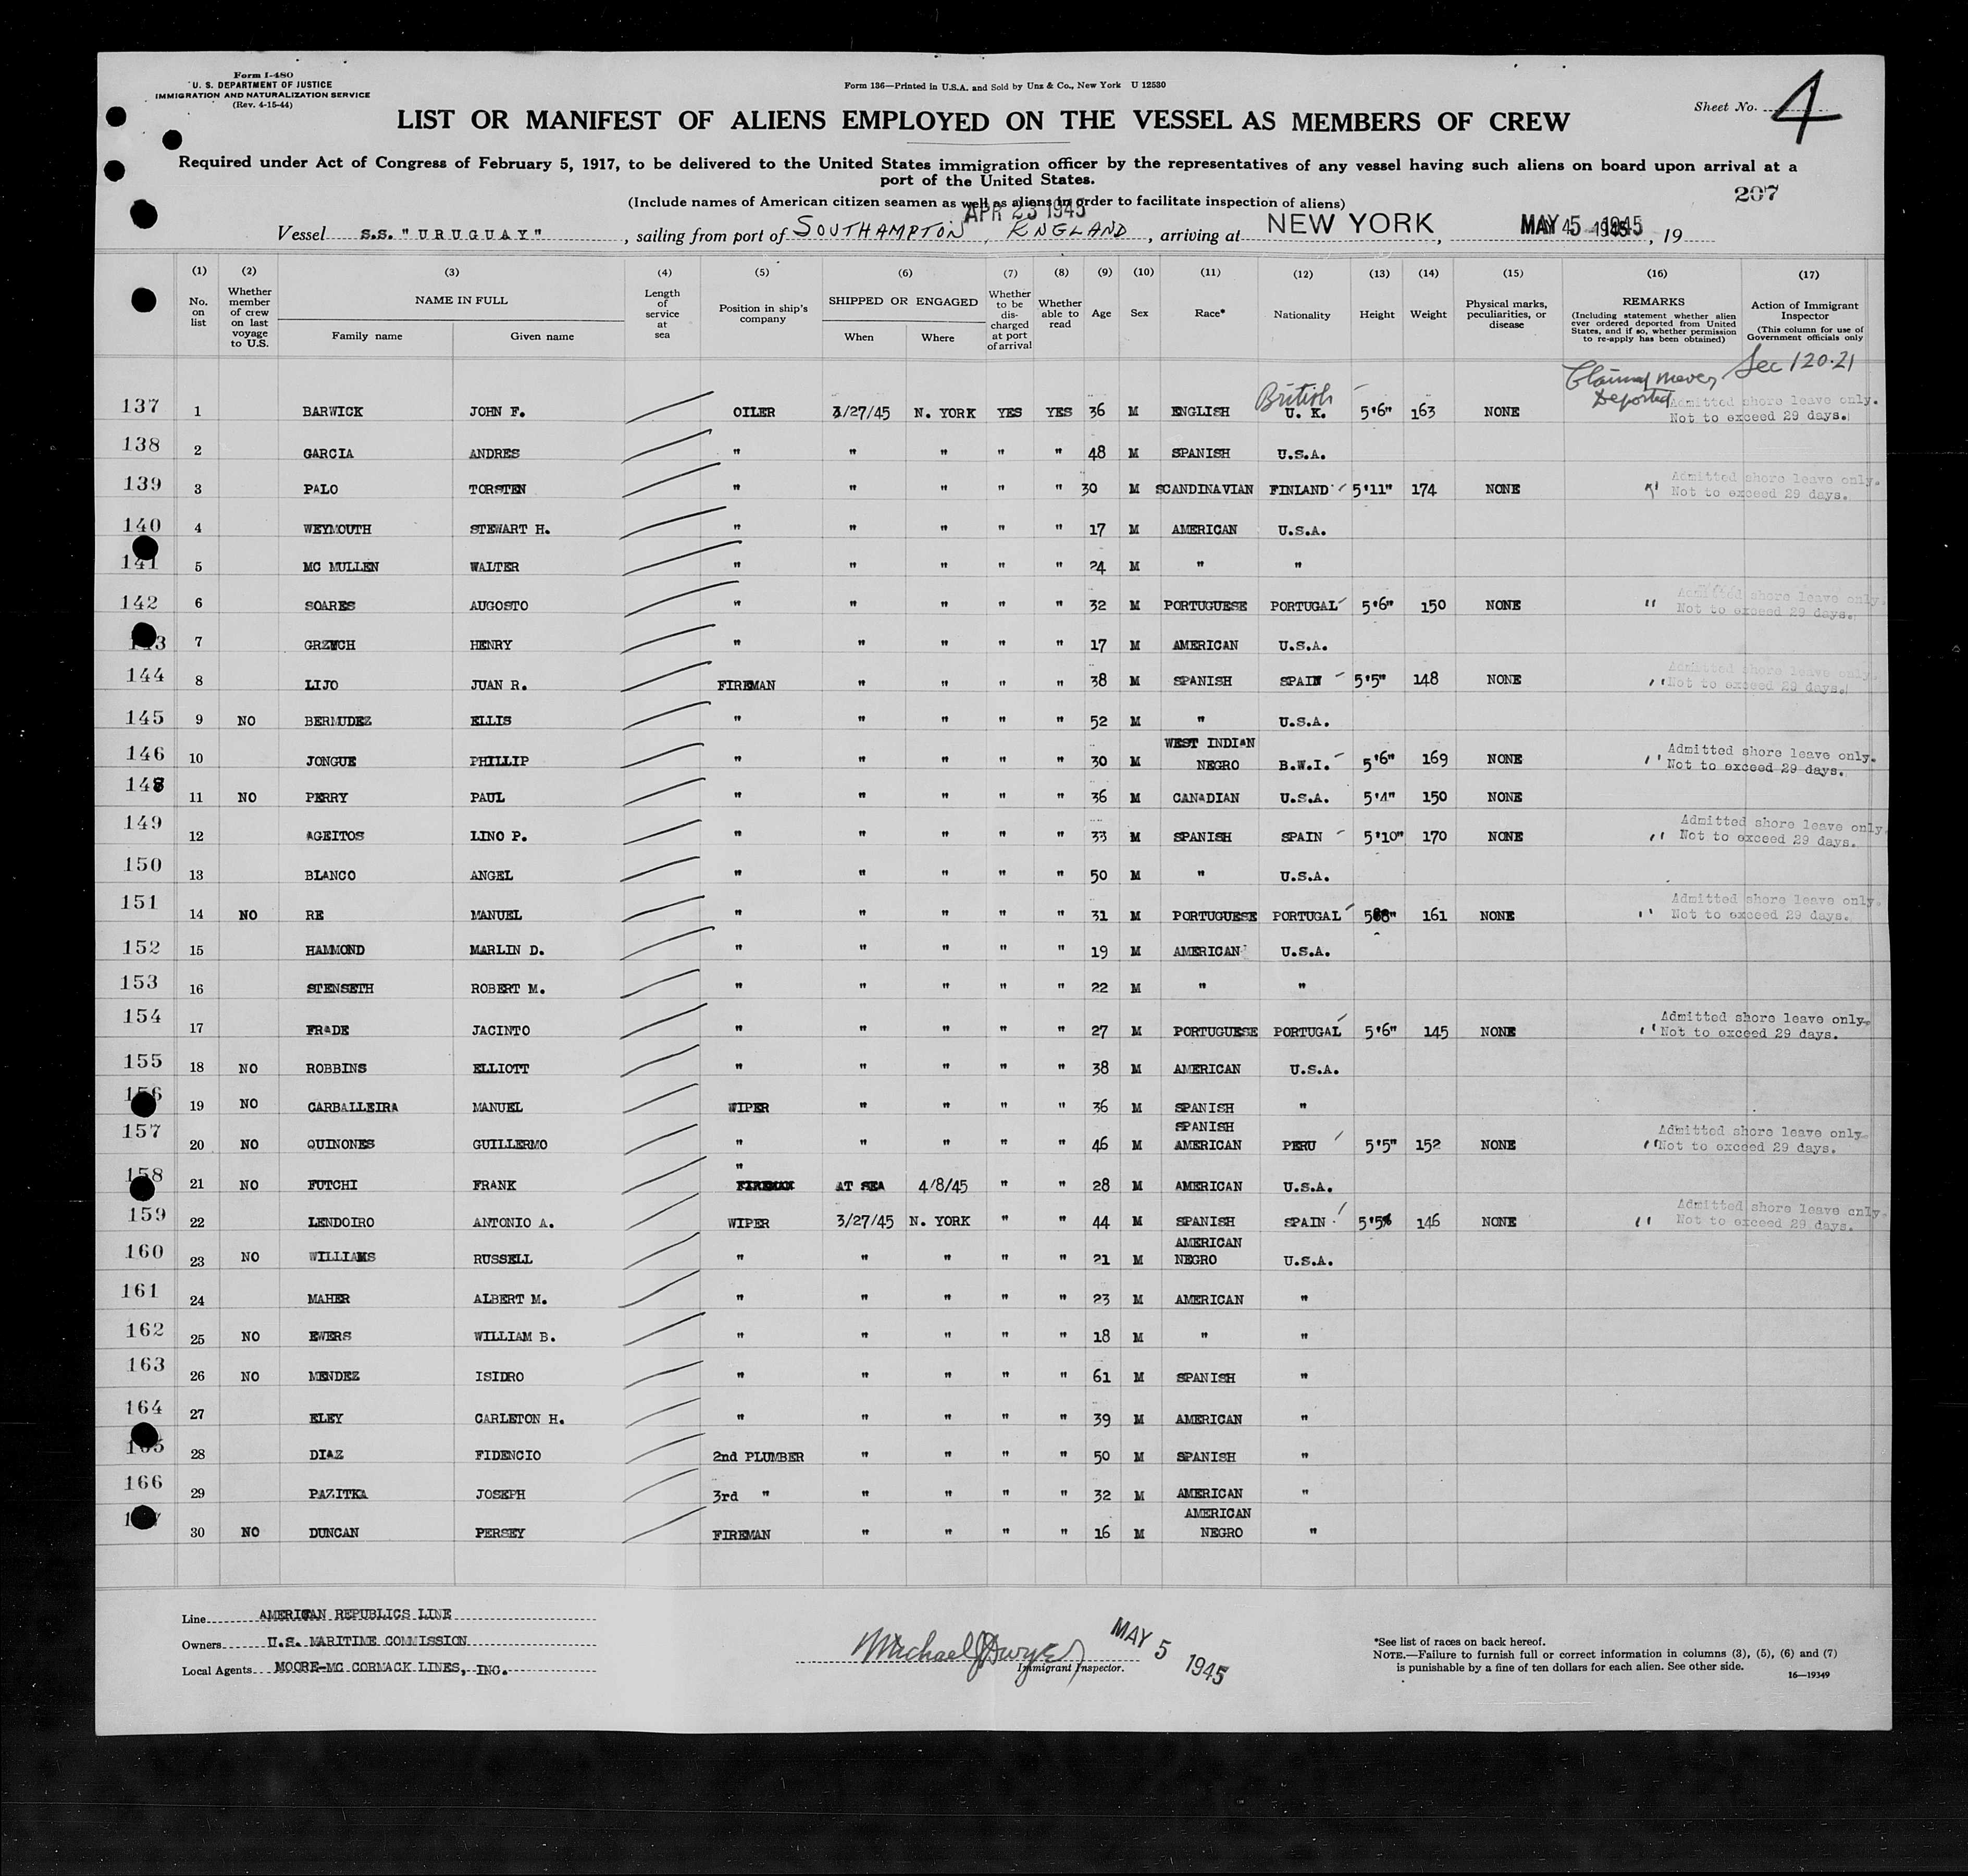 Form I-480
U. S. DEPARTMENT OF JUSTICE
IMMIGRATION AND NATURALIZATION SERVICE
(Rev. 4-15-44)
Form 136—Printed in U.S.A. and Sold by Unz & Co., New York U 12530
Sheet No. 4
LIST OR MANIFEST OF ALIENS EMPLOYED ON THE VESSEL AS MEMBERS OF CREW
Required under Act of Congress of February 5, 1917, to be delivered to the United States immigration officer by the representatives of any vessel having such aliens on board upon arrival at a
port of the United States.
207
(Include names of American citizen seamen as well as aliens in order to facilitate inspection of aliens)
APR 23 1945
Vessel S.S. "URUGUAY", sailing from port of SOUTHAMPTON, ENGLAND, arriving at NEW YORK, MAY 5 1945, 19
(1) (2) (3) (4) (5) (6) (7) (8) (9) (10) (11) (12) (13) (14) (15) (16) (17)
No. on list
Whether member of crew on last voyage to U.S.
NAME IN FULL
Family name
Given name
Length of service at sea
Position in ship's company
SHIPPED OR ENGAGED
When
Where
Whether to be discharged at port of arrival
Whether able to read
Age
Sex
Race*
Nationality
Height
Weight
Physical marks, peculiarities, or disease
REMARKS
(Including statement whether alien ever ordered deported from United States, and if so, whether permission to re-apply has been obtained)
Action of Immigrant Inspector
(This column for use of Government officials only
Claimed never Deported
Sec 120.21
British
137 1 BARWICK JOHN F. OILER 3/27/45 N. YORK YES YES 36 M ENGLISH U. K. 5'6" 163 NONE Admitted shore leave only. Not to exceed 29 days.
138 2 GARCIA ANDRES " " " " " 48 M SPANISH U.S.A.
139 3 PALO TORSTEN " " " " " 30 M SCANDINAVIAN FINLAND 5'11" 174 NONE " Admitted shore leave only. Not to exceed 29 days.
140 4 WEYMOUTH STEWART H. " " " " " 17 M AMERICAN U.S.A.
141 5 MC MULLEN WALTER " " " " " 24 M " "
142 6 SOARES AUGOSTO " " " " " 32 M PORTUGUESE PORTUGAL 5'6" 150 NONE " Admitted shore leave only. Not to exceed 29 days.
143 7 GRZYCH HENRY " " " " " 17 M AMERICAN U.S.A.
144 8 LIJO JUAN R. FIREMAN " " " " 38 M SPANISH SPAIN 5'5" 148 NONE " Admitted shore leave only. Not to exceed 29 days.
145 9 NO BERMUDEZ ELLIS " " " " " 52 M " U.S.A.
146 10 JONGUE PHILLIP " " " " " 30 M WEST INDIAN NEGRO B.W.I. 5'6" 169 NONE " Admitted shore leave only. Not to exceed 29 days.
148 11 NO PERRY PAUL " " " " " 36 M CANADIAN U.S.A. 5'4" 150 NONE
149 12 AGEITOS LINO P. " " " " " 33 M SPANISH SPAIN 5'10" 170 NONE " Admitted shore leave only. Not to exceed 29 days.
150 13 BLANCO ANGEL " " " " " 50 M " U.S.A.
151 14 NO RE MANUEL " " " " " 31 M PORTUGUESE PORTUGAL 5'8" 161 NONE " Admitted shore leave only. Not to exceed 29 days.
152 15 HAMMOND MARLIN D. " " " " " 19 M AMERICAN U.S.A.
153 16 STENSETH ROBERT M. " " " " " 22 M " "
154 17 FRADE JACINTO " " " " " 27 M PORTUGUESE PORTUGAL 5'6" 145 NONE " Admitted shore leave only. Not to exceed 29 days.
155 18 NO ROBBINS ELLIOTT " " " " " 38 M AMERICAN U.S.A.
156 19 NO CARBALLEIRA MANUEL WIPER " " " " 36 M SPANISH "
157 20 NO QUINONES GUILLERMO " " " " " 46 M SPANISH AMERICAN PERU 5'5" 152 NONE " Admitted shore leave only. Not to exceed 29 days.
158 21 NO FUTCHI FRANK " FIREMAN AT SEA 4/8/45 " " 28 M AMERICAN U.S.A.
159 22 LENDOIRO ANTONIO A. WIPER 3/27/45 N. YORK " " 44 M SPANISH SPAIN 5'5" 146 NONE " Admitted shore leave only. Not to exceed 29 days.
160 23 NO WILLIAMS RUSSELL " " " " " 21 M AMERICAN NEGRO U.S.A.
161 24 MAHER ALBERT M. " " " " " 23 M AMERICAN "
162 25 NO EWERS WILLIAM B. " " " " " 18 M " "
163 26 NO MENDEZ ISIDRO " " " " " 61 M SPANISH "
164 27 ELEY CARLETON H. " " " " " 39 M AMERICAN "
165 28 DIAZ FIDENCIO 2nd PLUMBER " " " " 50 M SPANISH "
166 29 PAZITKA JOSEPH 3rd " " " " " 32 M AMERICAN "
30 NO DUNCAN PERSEY FIREMAN " " " " 16 M AMERICAN NEGRO "
Line AMERICAN REPUBLICS LINE
Owners U.S. MARITIME COMMISSION
Local Agents MOORE-MC CORMACK LINES, INC.
Michael J Dwyer
Immigrant Inspector.
MAY 5 1945
*See list of races on back hereof.
NOTE.—Failure to furnish full or correct information in columns (3), (5), (6) and (7)
is punishable by a fine of ten dollars for each alien. See other side.
16—19349